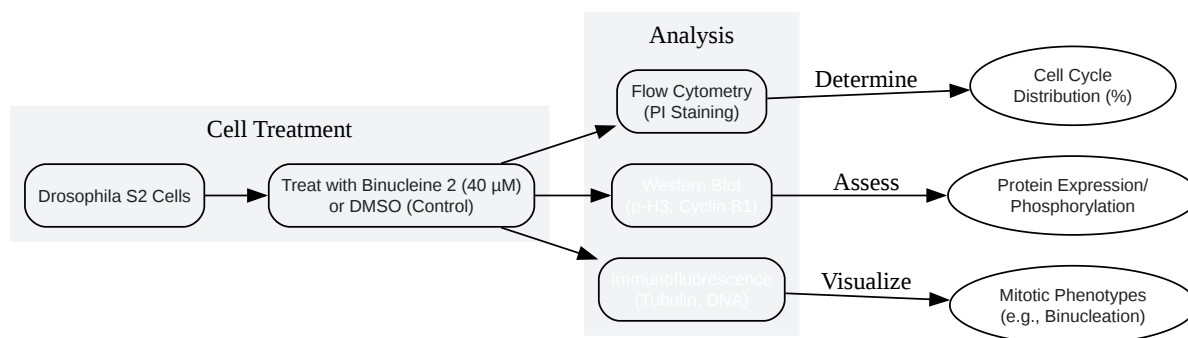 Analysis
Cell Treatment
Drosophila S2 Cells
Treat with Binucleine 2 (40 µM)
or DMSO (Control)
Flow Cytometry
(PI Staining)
Western Blot
(p-H3, Cyclin B1)
Immunofluorescence
(Tubulin, DNA)
Determine
Assess
Visualize
Cell Cycle
Distribution (%)
Protein Expression/
Phosphorylation
Mitotic Phenotypes
(e.g., Binucleation)